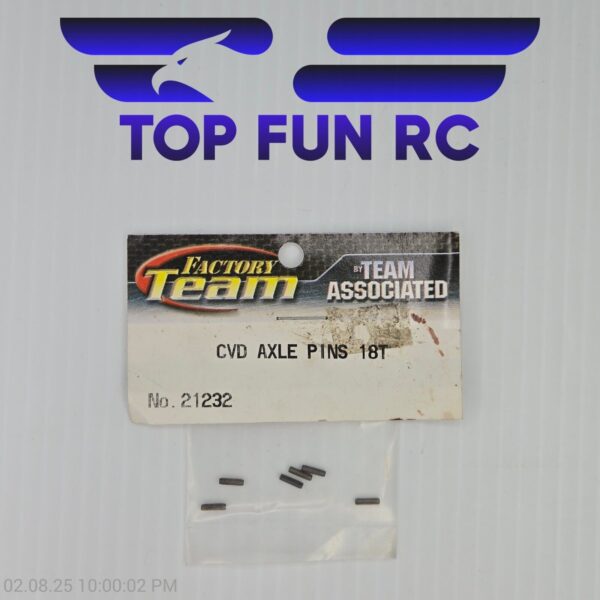 TOP FUN RC
FACTORY
Team
BY TEAM
ASSOCIATED
CVD AXLE PINS 18T
No. 21232
02.08.25 10:00:02 PM